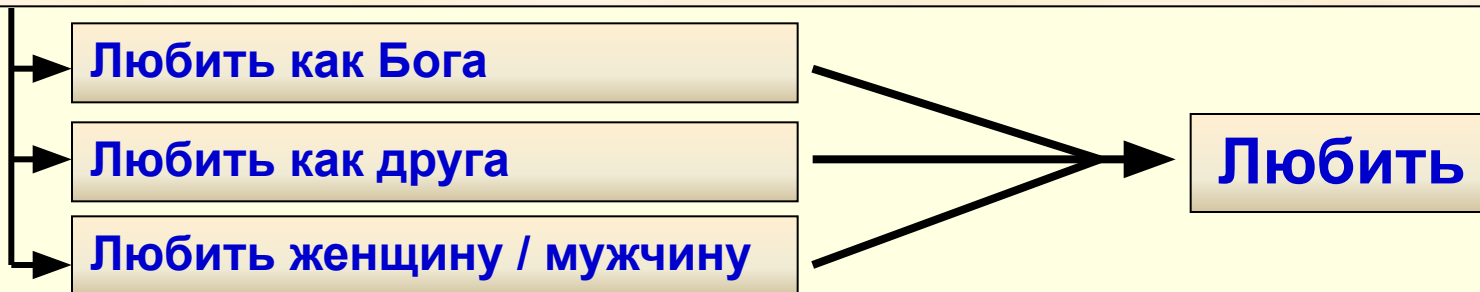 Любить как Бога
Любить как друга
Любить женщину / мужчину
Любить